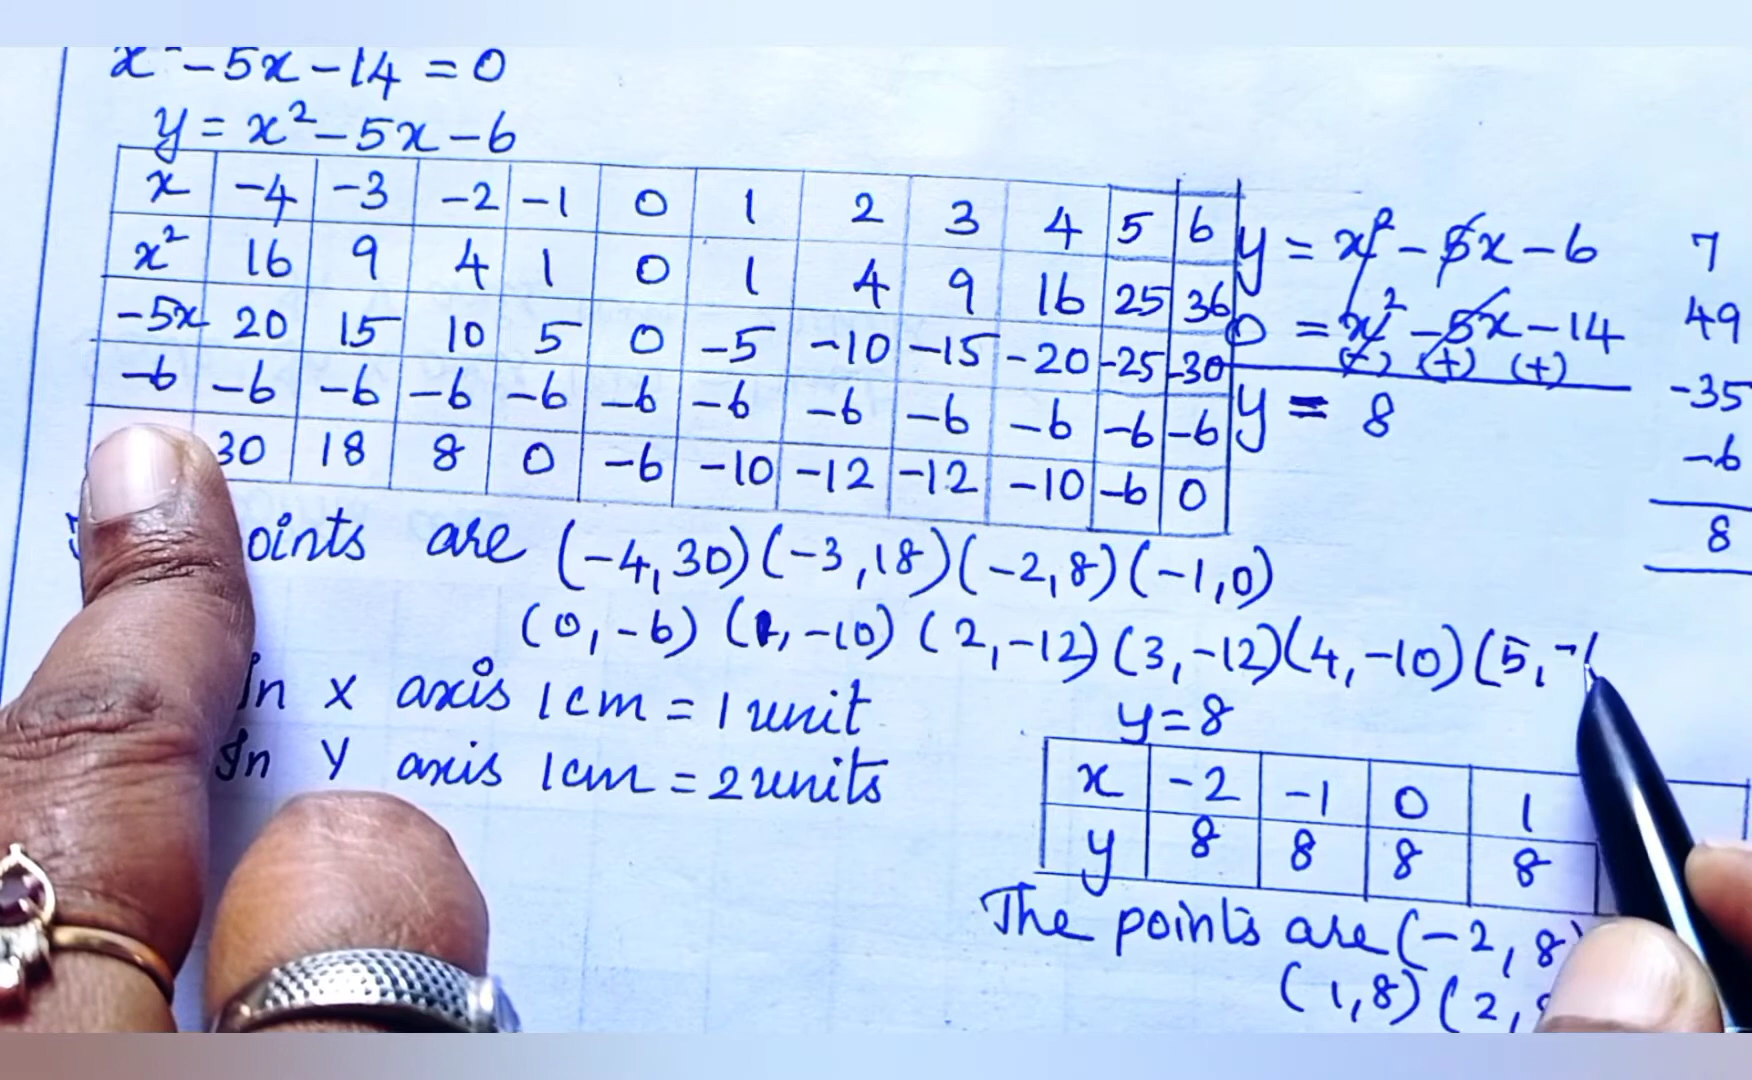 x² - 5x - 14 = 0
y = x² - 5x - 6
x -4 -3 -2 -1 0 1 2 3 4 5 6
x² 16 9 4 1 0 1 4 9 16 25 36
-5x 20 15 10 5 0 -5 -10 -15 -20 -25 -30
-6 -6 -6 -6 -6 -6 -6 -6 -6 -6 -6 -6
30 18 8 0 -6 -10 -12 -12 -10 -6 0
y = x² - 5x - 6
0 = x² - 5x - 14
(-) (+) (+)
y = 8
7
49
-35
-6
8
oints are (-4, 30) (-3, 18) (-2, 8) (-1, 0)
(0, -6) (1, -10) (2, -12) (3, -12) (4, -10) (5, -
In X axis 1cm = 1 unit
In Y axis 1cm = 2 units
y = 8
x -2 -1 0 1
y 8 8 8 8
The points are (-2, 8)
(1, 8) (2,